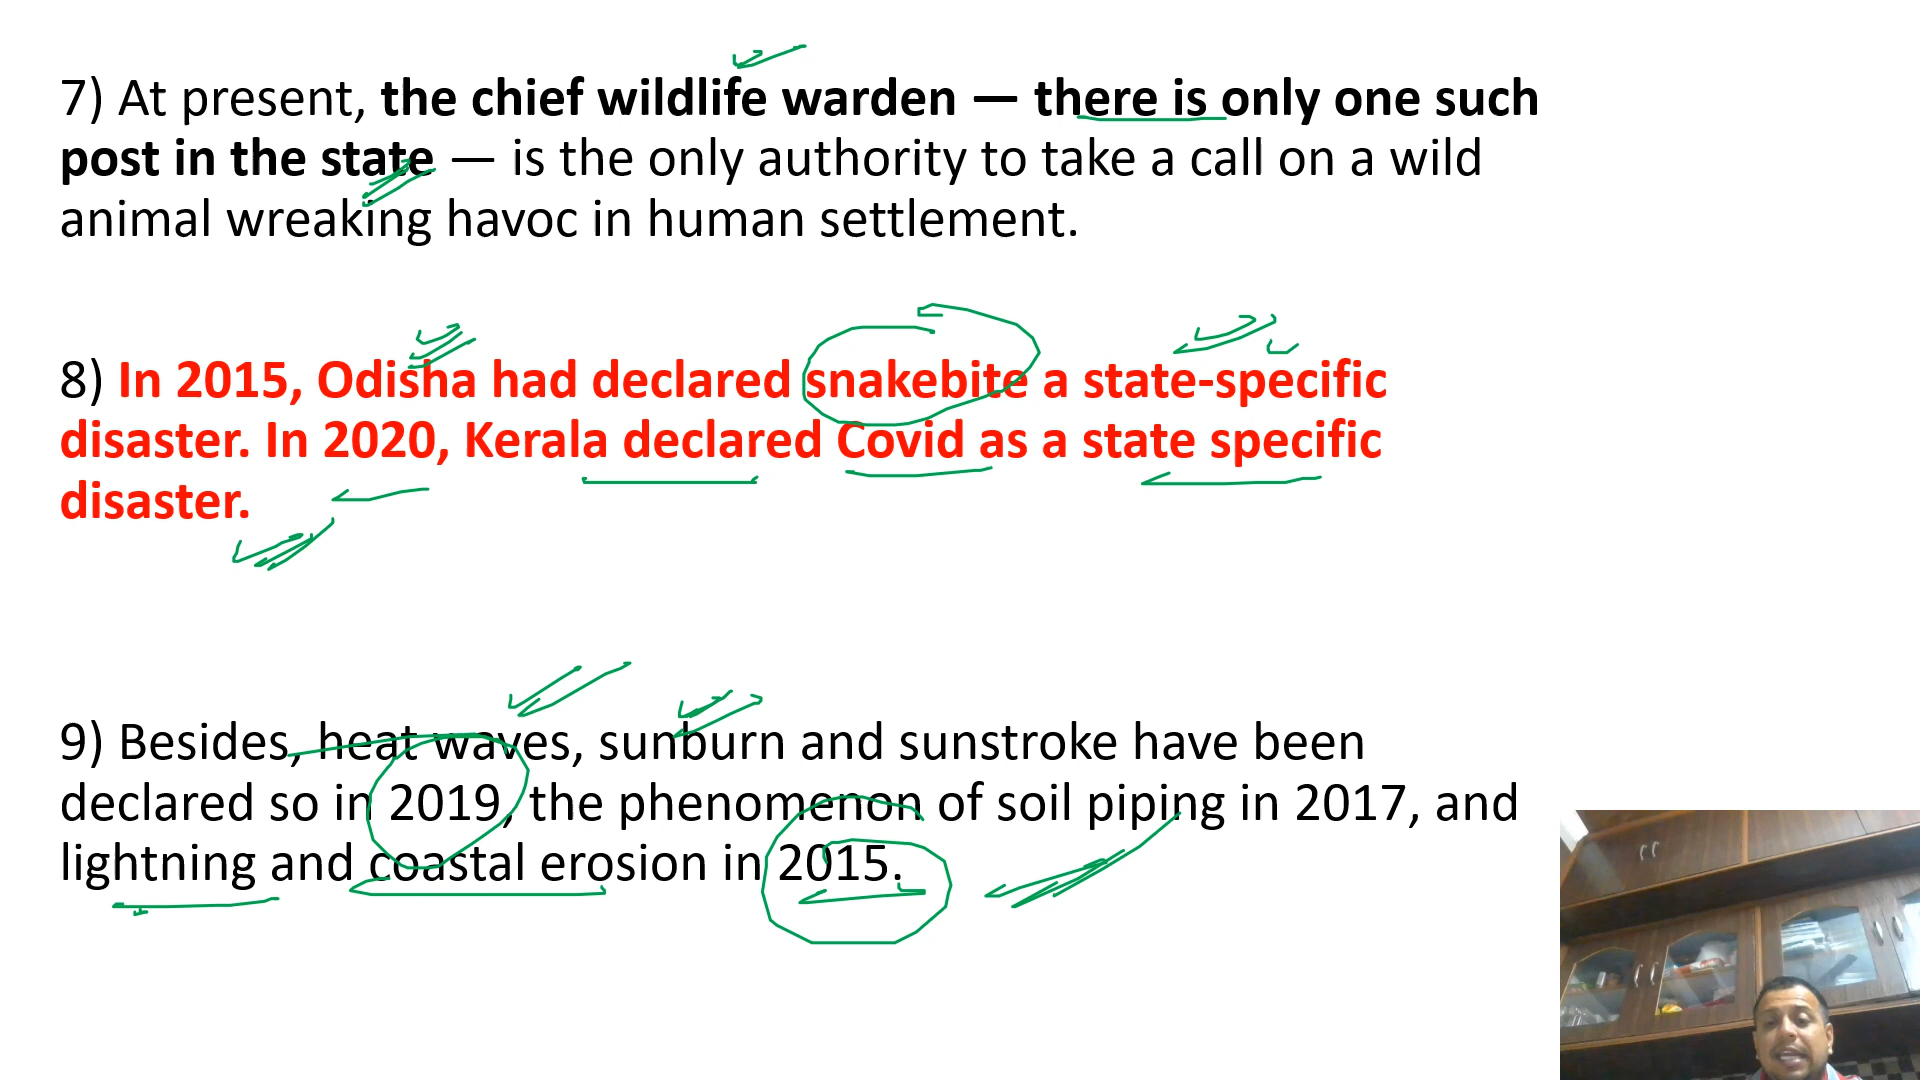 7) At present, the chief wildlife warden — there is only one such
post in the state — is the only authority to take a call on a wild
animal wreaking havoc in human settlement.
8) In 2015, Odisha had declared snakebite a state-specific
disaster. In 2020, Kerala declared Covid as a state specific
disaster.
9) Besides, heat waves, sunburn and sunstroke have been
declared so in 2019, the phenomenon of soil piping in 2017, and
lightning and coastal erosion in 2015.